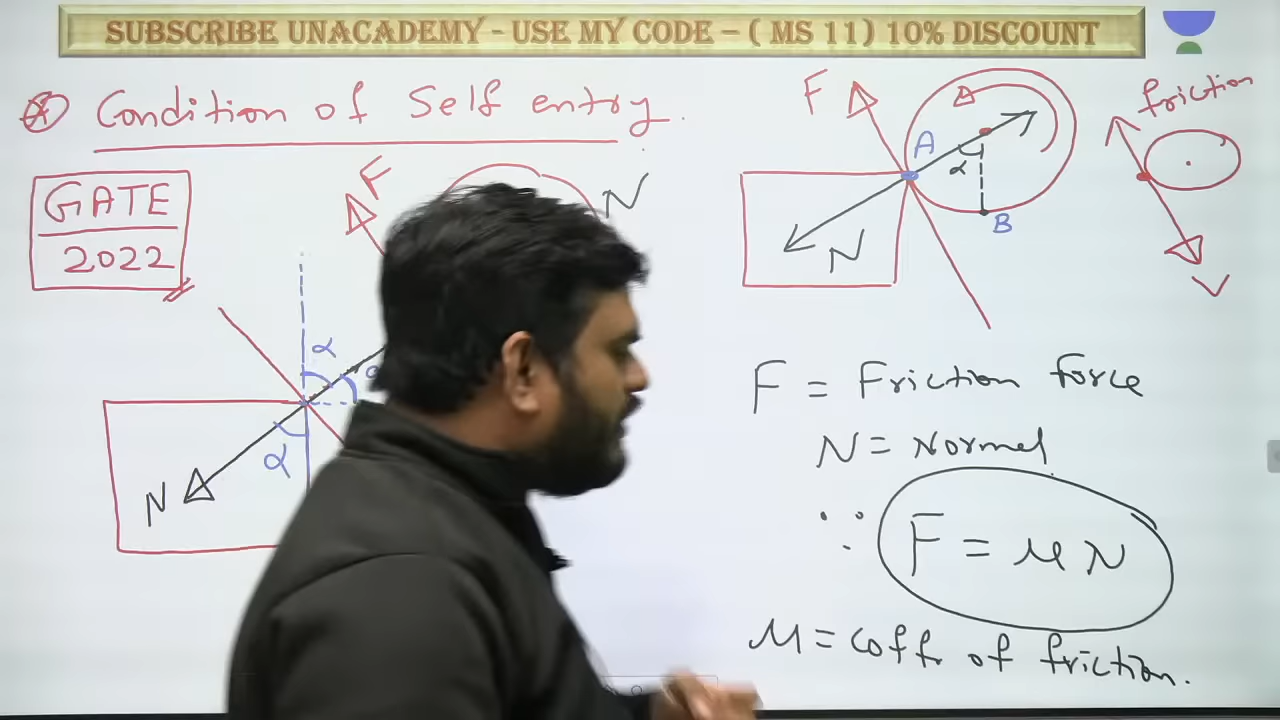 SUBSCRIBE UNACADEMY - USE MY CODE – ( MS 11) 10% DISCOUNT
Condition of Self entry.
GATE
2022
F
N
α
α
N
F
A
α
B
N
friction
V
F = Friction force
N = Normal
∵ F = μ N
μ = coff. of friction.